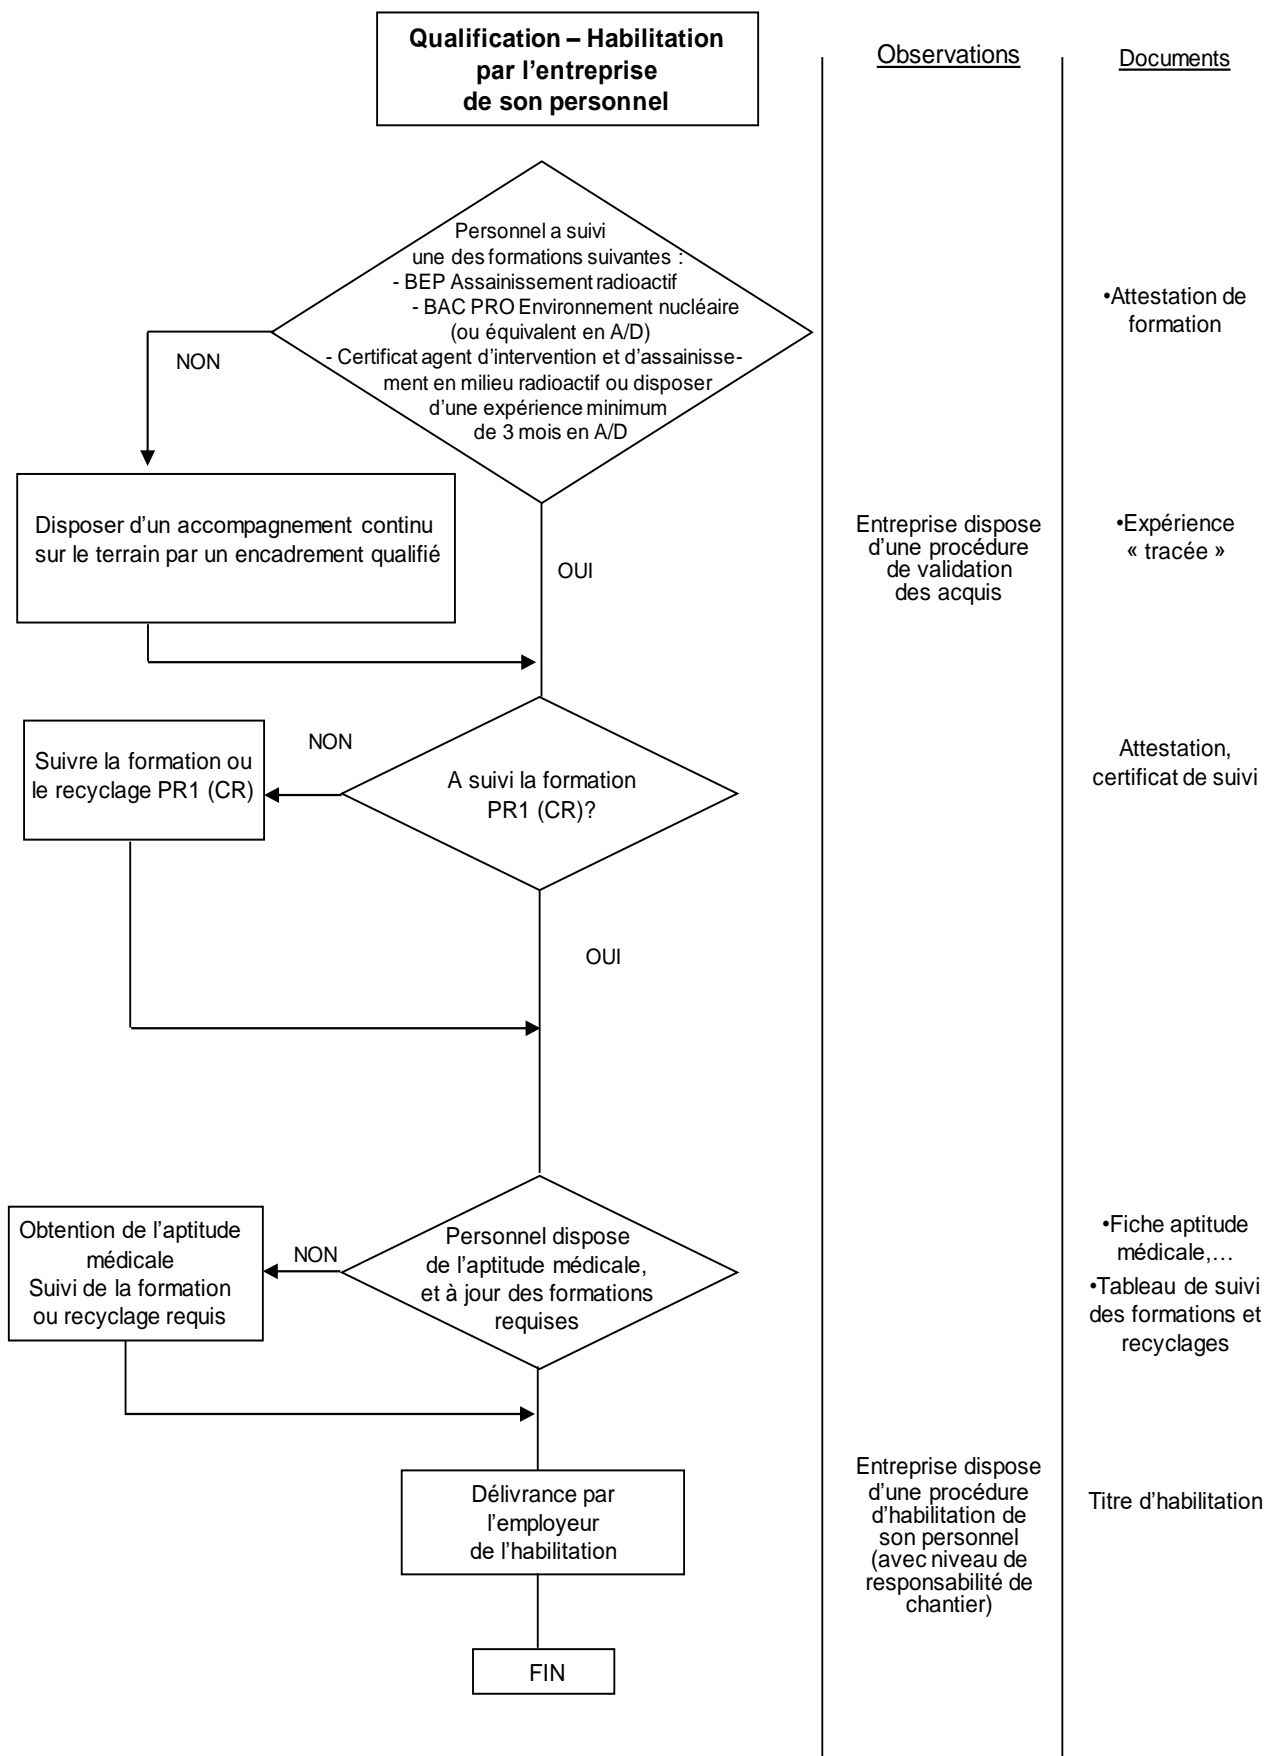 Qualification – Habilitation
par l'entreprise
de son personnel
Observations
Documents
Personnel a suivi
une des formations suivantes :
- BEP Assainissement radioactif
- BAC PRO Environnement nucléaire
(ou équivalent en A/D)
- Certificat agent d'intervention et d'assainisse-
ment en milieu radioactif ou disposer
d'une expérience minimum
de 3 mois en A/D
•Attestation de
formation
NON
Disposer d'un accompagnement continu
sur le terrain par un encadrement qualifié
OUI
Entreprise dispose
d'une procédure
de validation
des acquis
•Expérience
« tracée »
Suivre la formation ou
le recyclage PR1 (CR)
NON
A suivi la formation
PR1 (CR)?
Attestation,
certificat de suivi
OUI
Obtention de l'aptitude
médicale
Suivi de la formation
ou recyclage requis
NON
Personnel dispose
de l'aptitude médicale,
et à jour des formations
requises
•Fiche aptitude
médicale,…
•Tableau de suivi
des formations et
recyclages
Délivrance par
l'employeur
de l'habilitation
Entreprise dispose
d'une procédure
d'habilitation de
son personnel
(avec niveau de
responsabilité de
chantier)
Titre d'habilitation
FIN